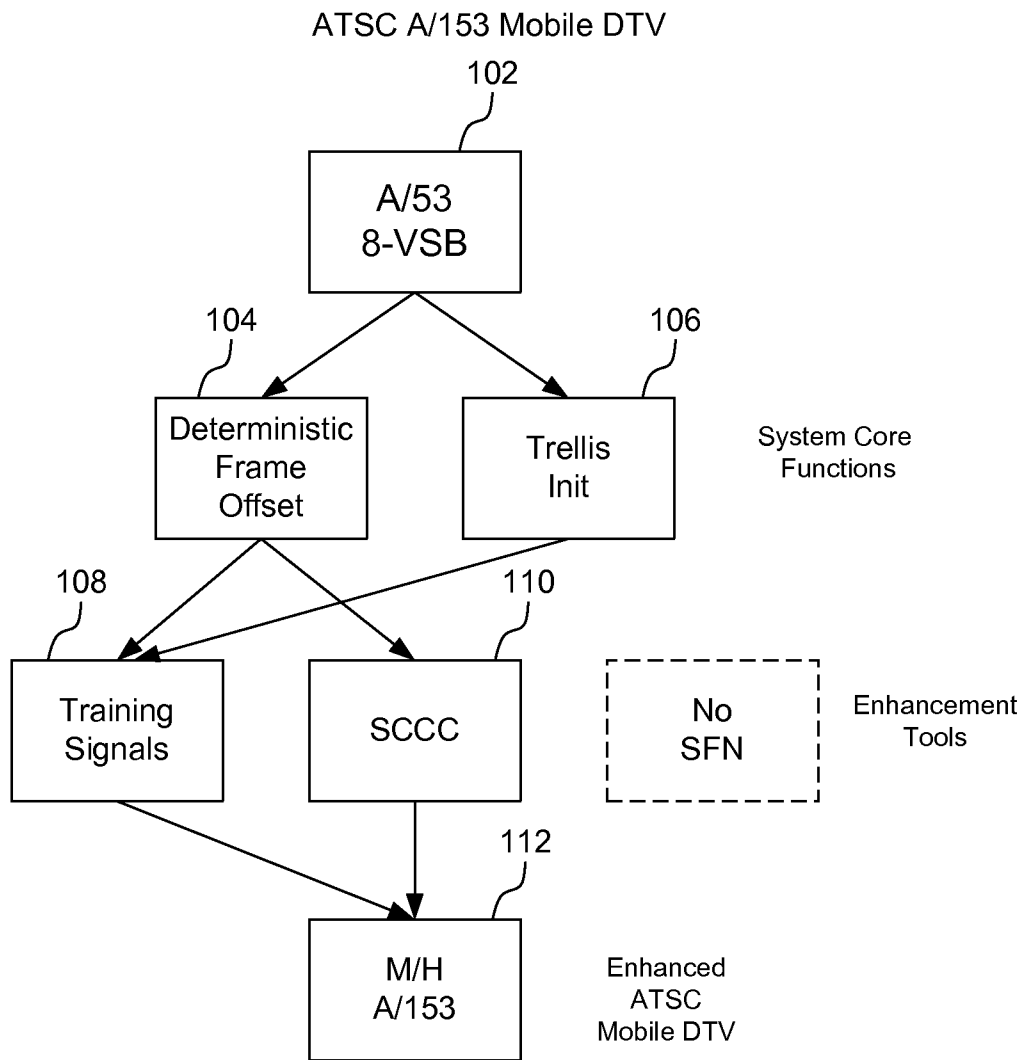 ATSC A/153 Mobile DTV
102
A/53
8-VSB
104
106
Deterministic
Frame
Offset
Trellis
Init
System Core
Functions
108
110
Training
Signals
SCCC
No
SFN
Enhancement
Tools
112
M/H
A/153
Enhanced
ATSC
Mobile DTV